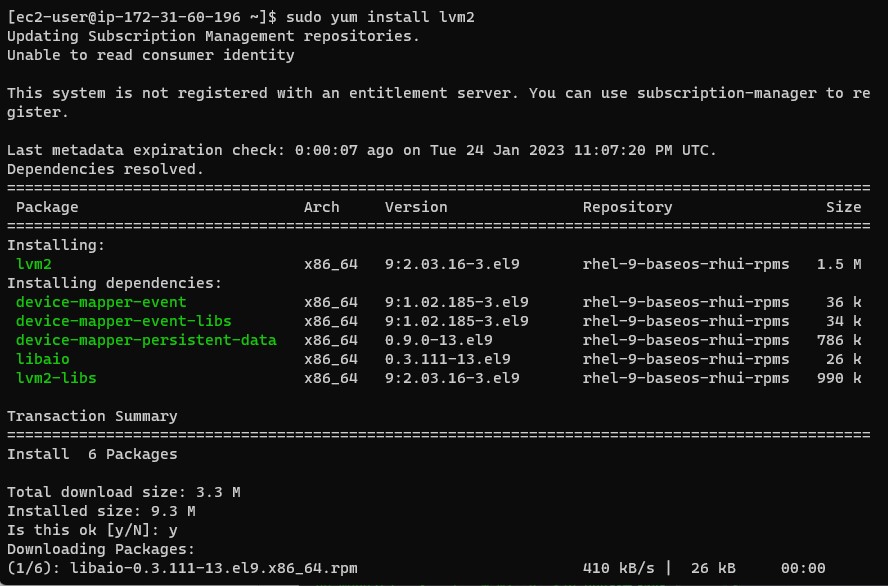 [ec2-user@ip-172-31-60-196 ~]$ sudo yum install lvm2
Updating Subscription Management repositories.
Unable to read consumer identity
This system is not registered with an entitlement server. You can use subscription-manager to re
gister.
Last metadata expiration check: 0:00:07 ago on Tue 24 Jan 2023 11:07:20 PM UTC.
Dependencies resolved.
================================================================================================
 Package                         Arch     Version               Repository                 Size
================================================================================================
Installing:
 lvm2                            x86_64   9:2.03.16-3.el9       rhel-9-baseos-rhui-rpms   1.5 M
Installing dependencies:
 device-mapper-event             x86_64   9:1.02.185-3.el9      rhel-9-baseos-rhui-rpms    36 k
 device-mapper-event-libs        x86_64   9:1.02.185-3.el9      rhel-9-baseos-rhui-rpms    34 k
 device-mapper-persistent-data   x86_64   0.9.0-13.el9          rhel-9-baseos-rhui-rpms   786 k
 libaio                          x86_64   0.3.111-13.el9        rhel-9-baseos-rhui-rpms    26 k
 lvm2-libs                       x86_64   9:2.03.16-3.el9       rhel-9-baseos-rhui-rpms   990 k
Transaction Summary
================================================================================================
Install  6 Packages
Total download size: 3.3 M
Installed size: 9.3 M
Is this ok [y/N]: y
Downloading Packages:
(1/6): libaio-0.3.111-13.el9.x86_64.rpm                         410 kB/s |  26 kB     00:00